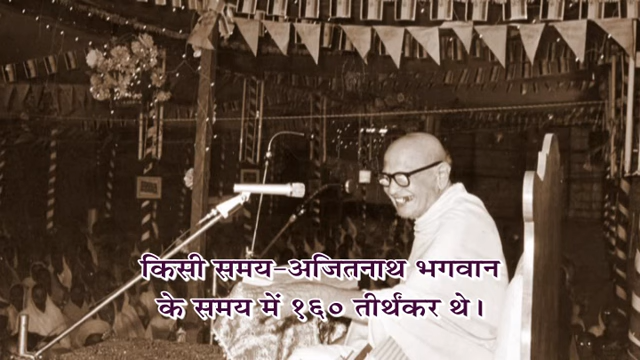 किसी समय-अजितनाथ भगवान
के समय में १६० तीर्थंकर थे।